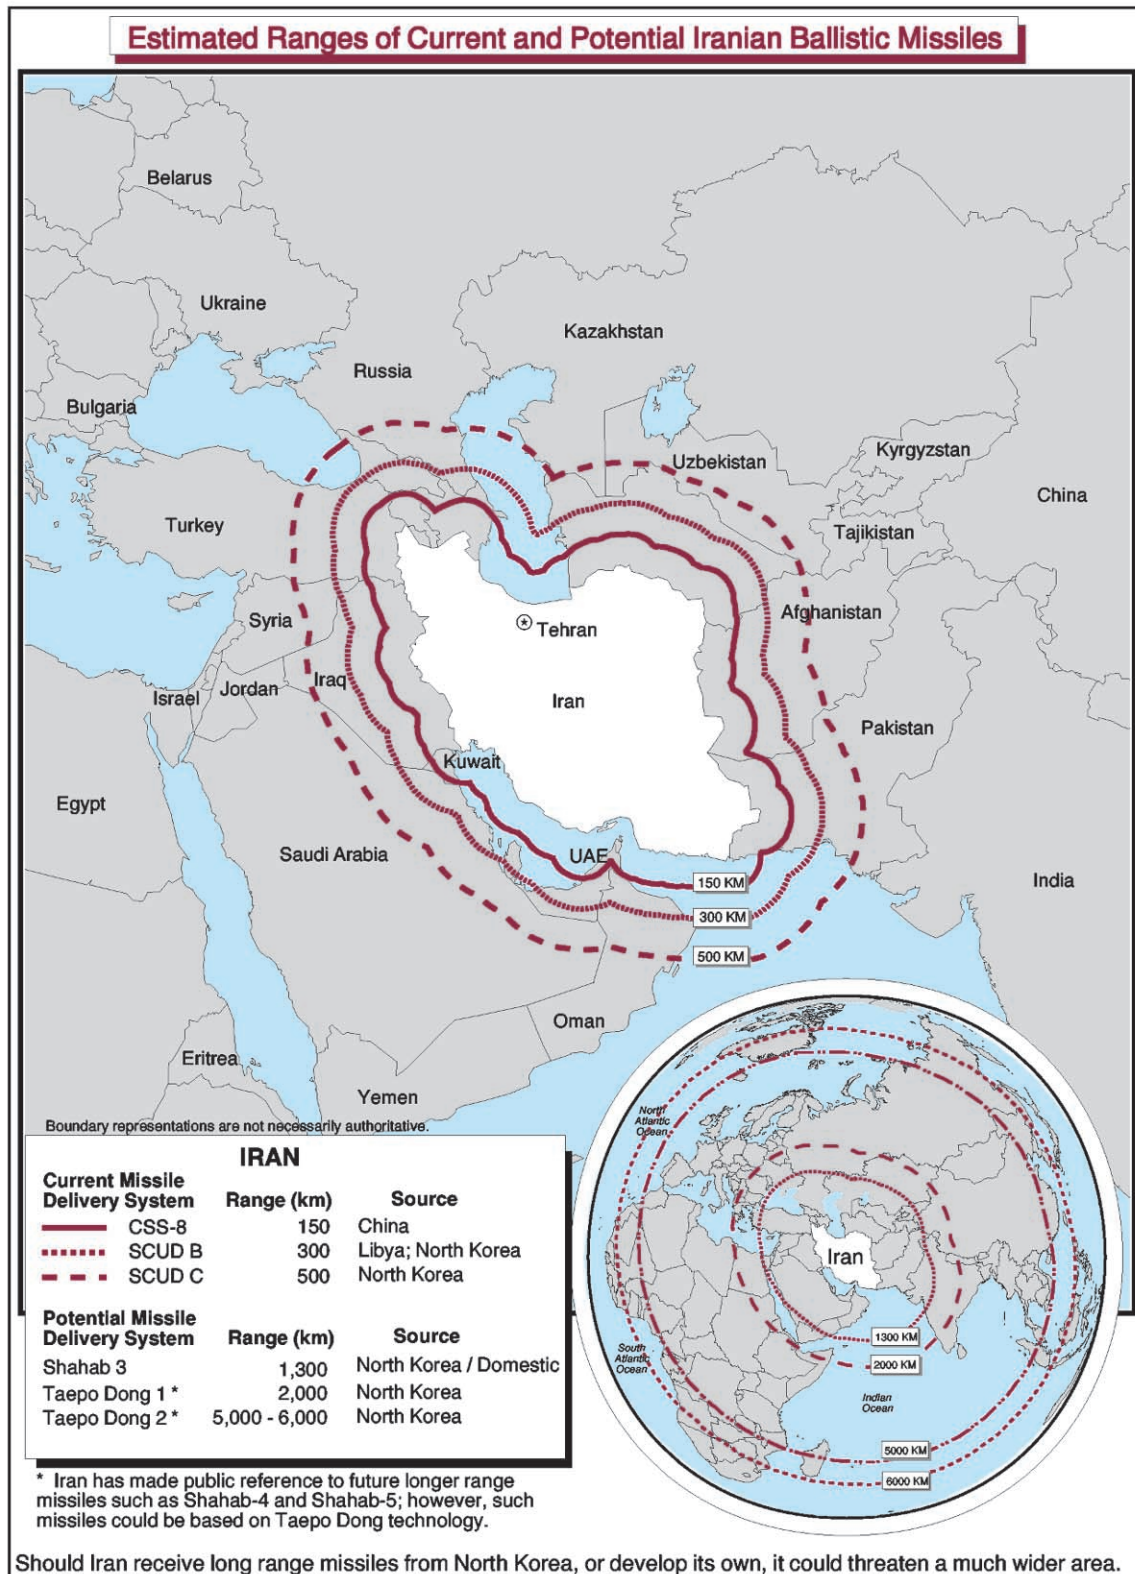 Estimated Ranges of Current and Potential Iranian Ballistic Missiles
Belarus
Ukraine
Kazakhstan
Russia
Bulgaria
Kyrgyzstan
Uzbekistan
China
Turkey
Tajikistan
Syria
Afghanistan
Tehran
Israel
Jordan
Iraq
Iran
Pakistan
Kuwait
Egypt
Saudi Arabia
UAE
India
150 KM
300 KM
500 KM
Oman
Eritrea
Yemen
Boundary representations are not necessarily authoritative.
IRAN
Current Missile
Delivery System Range (km) Source
CSS-8 150 China
SCUD B 300 Libya; North Korea
SCUD C 500 North Korea
Potential Missile
Delivery System Range (km) Source
Shahab 3 1,300 North Korea / Domestic
Taepo Dong 1 * 2,000 North Korea
Taepo Dong 2 * 5,000 - 6,000 North Korea
North
Atlantic
Ocean
Iran
1300 KM
South
Atlantic
Ocean
2000 KM
Indian
Ocean
5000 KM
6000 KM
* Iran has made public reference to future longer range
missiles such as Shahab-4 and Shahab-5; however, such
missiles could be based on Taepo Dong technology.
Should Iran receive long range missiles from North Korea, or develop its own, it could threaten a much wider area.